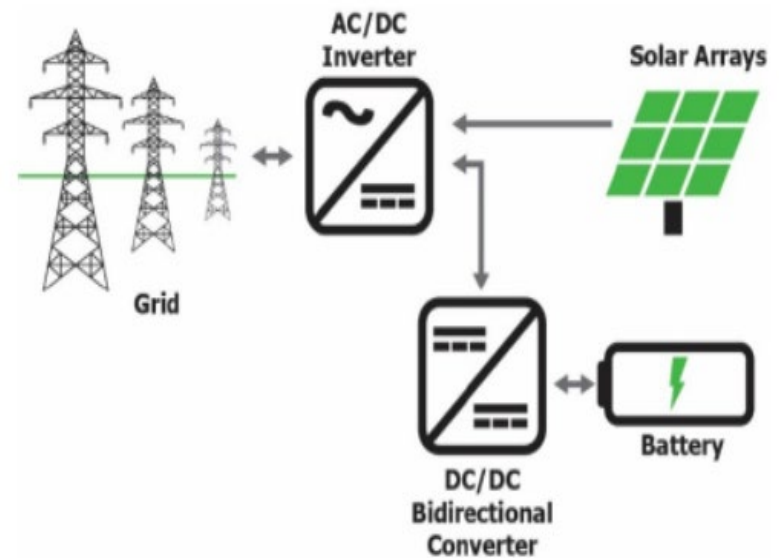 AC/DC
Inverter
Solar Arrays
Grid
Battery
DC/DC
Bidirectional
Converter